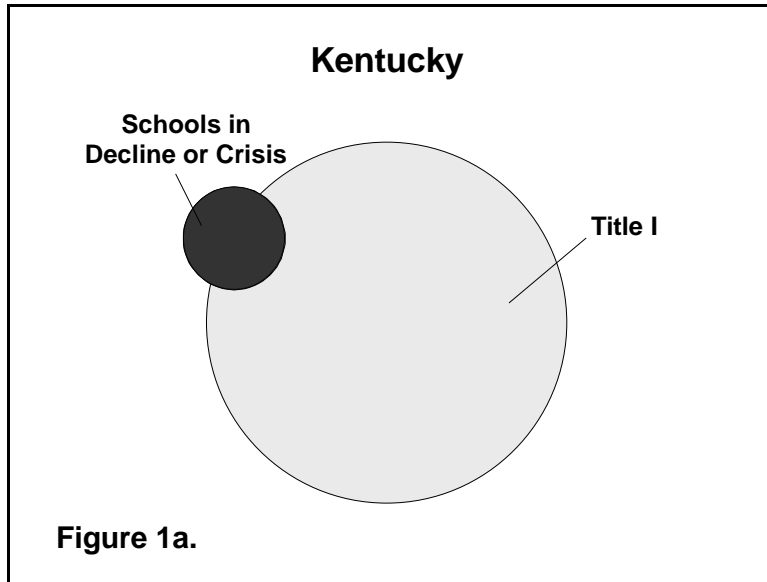 Kentucky
Schools in
Decline or Crisis
Title I
Figure 1a.